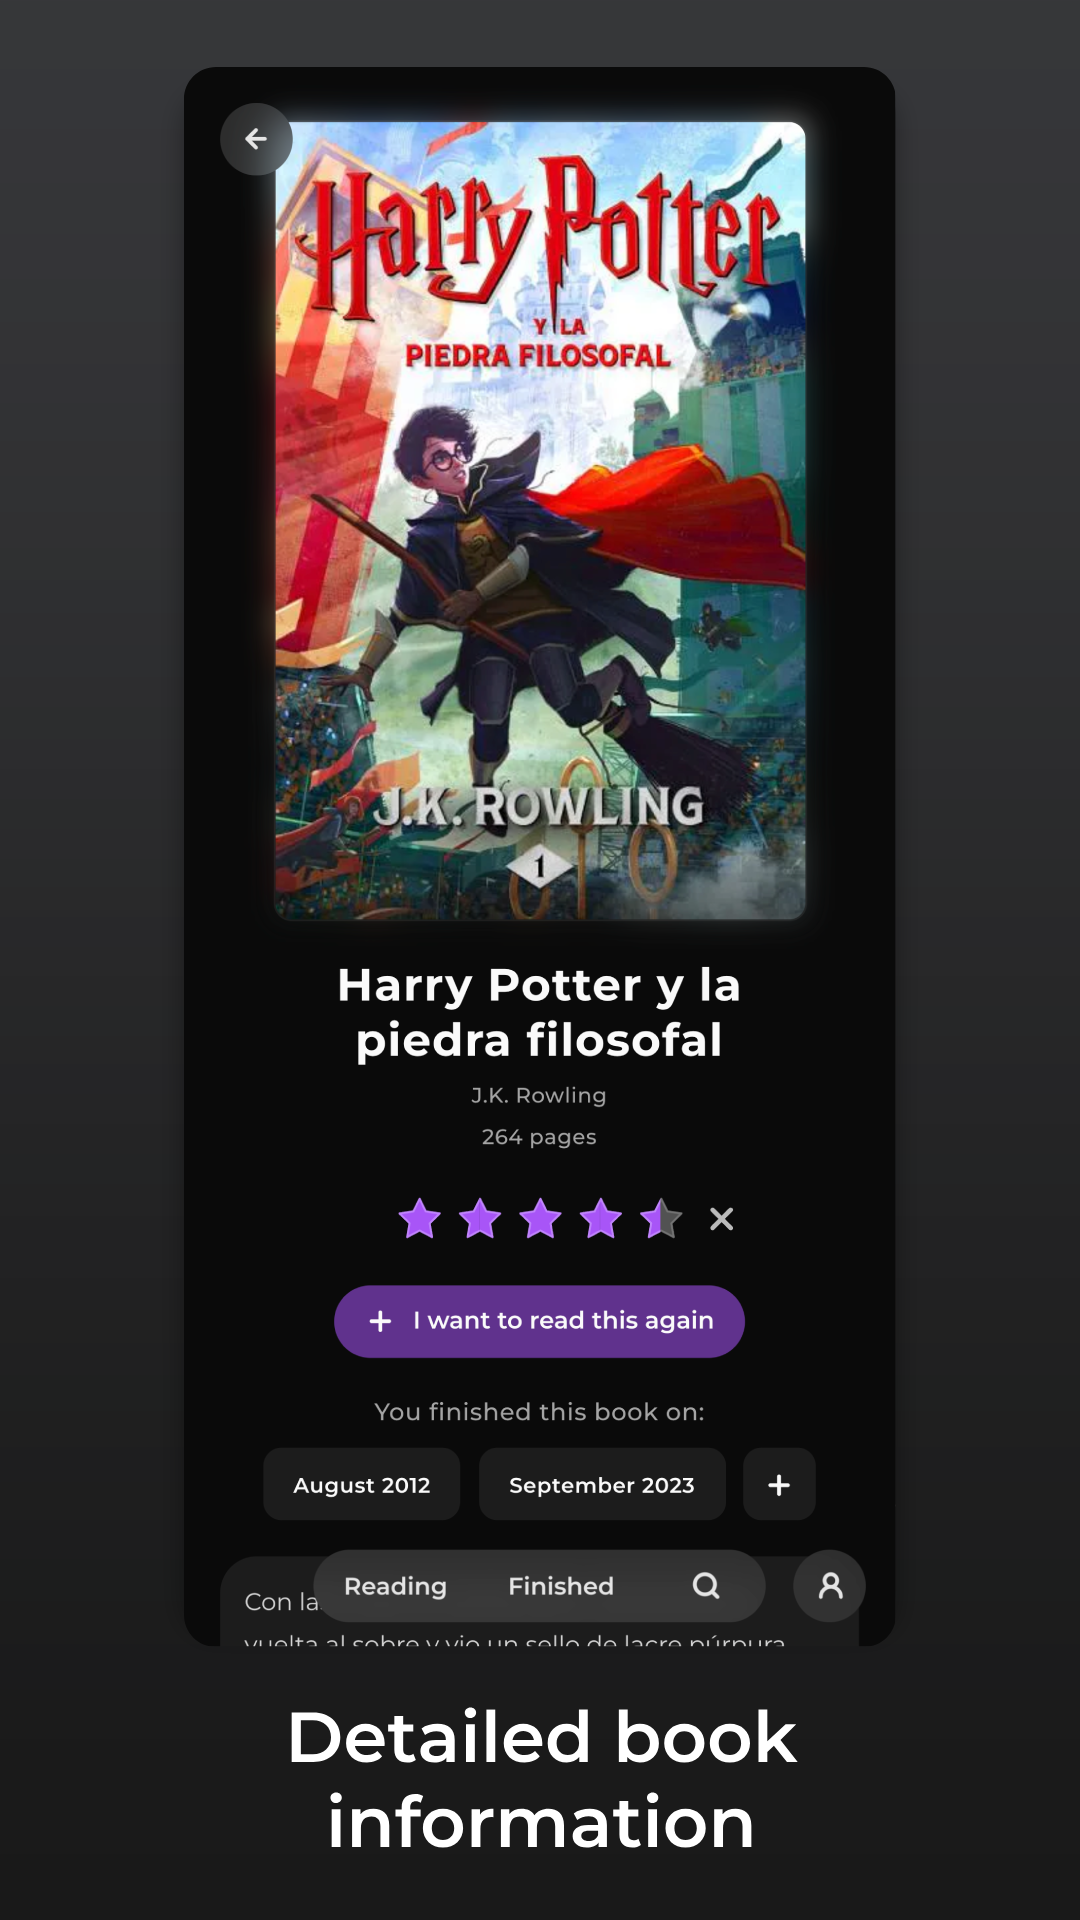 Harry Potter
Y LA
PIEDRA FILOSOFAL
J.K. ROWLING
1
Harry Potter y la
piedra filosofal
J.K. Rowling
264 pages
I want to read this again
You finished this book on:
August 2012
September 2023
Con la
Reading
Finished
vuelta al sobre y vio un sello de lacre púrpura
Detailed book
information